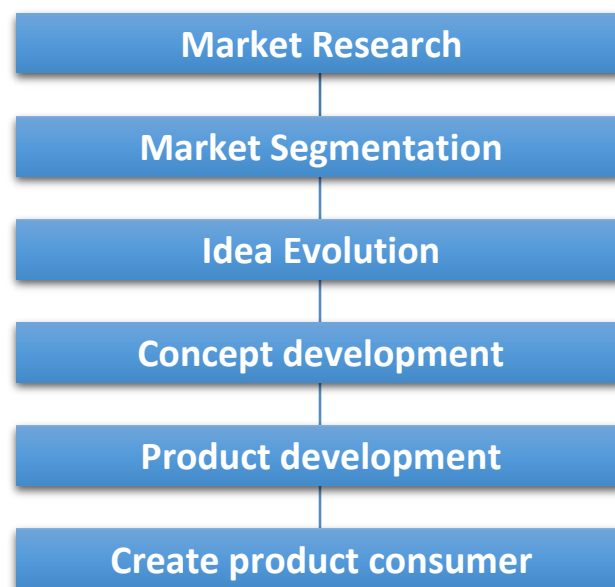 Market Research
Market Segmentation
Idea Evolution
Concept development
Product development
Create product consumer